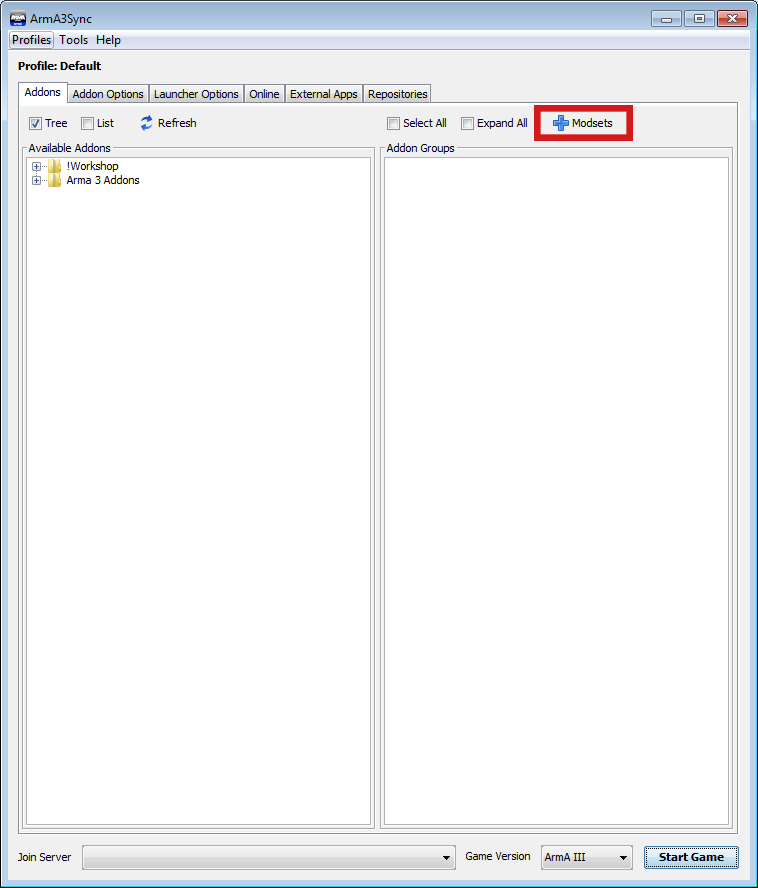 ArmA3Sync
Profiles Tools Help
Profile: Default
Addons Addon Options Launcher Options Online External Apps Repositories
Tree List Refresh Select All Expand All Modsets
Available Addons Addon Groups
!Workshop
Arma 3 Addons
Join Server Game Version ArmA III Start Game